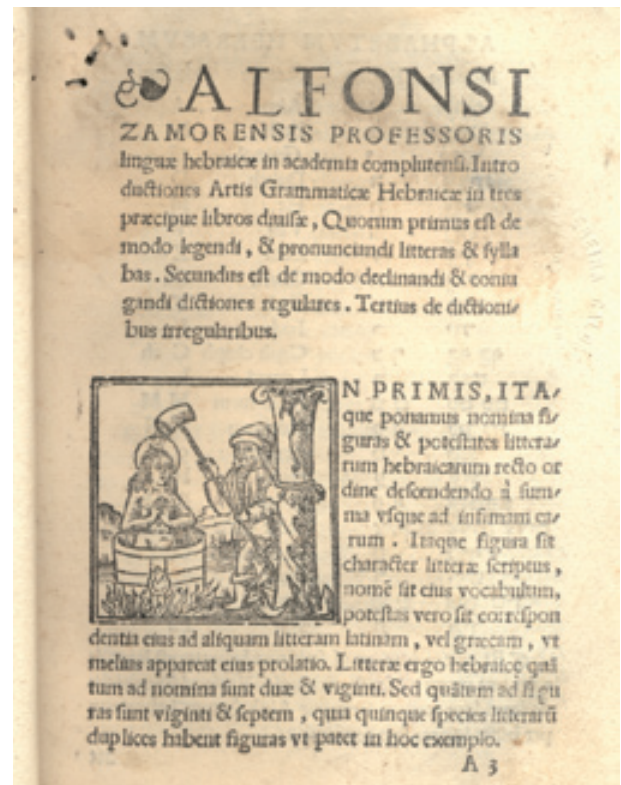 ALFONSI
ZAMORENSIS PROFESSORIS
linguæ hebraicæ in academia complutensi. Intro
ductiones Artis Grammaticæ Hebraicæ in tres
præcipue libros diuisæ, Quorum primus est de
modo legendi, & pronunciandi litteras & sylla
bas. Secundus est de modo declinandi & coniu
gandi dictiones regulares. Tertius de dictioni/
bus irregularibus.
IN PRIMIS, ITA/
que ponamus nomina fi/
guras & potestates littera/
rum hebraicarum recto or
dine descendendo à sum/
ma vsque ad infimam ea/
rum. Itaque figura sit
character litteræ scriptus,
nomē sit eius vocabulum,
potestas vero sit correspon
dentia eius ad aliquam litteram latinam, vel græcam, vt
melius appareat eius prolatio. Litteræ ergo hebraicę quā
tum ad nomina sunt duæ & viginti. Sed quātum ad figu
ras sunt viginti & septem, quia quinque species litterarū
duplices habent figuras vt patet in hoc exemplo.
A 3